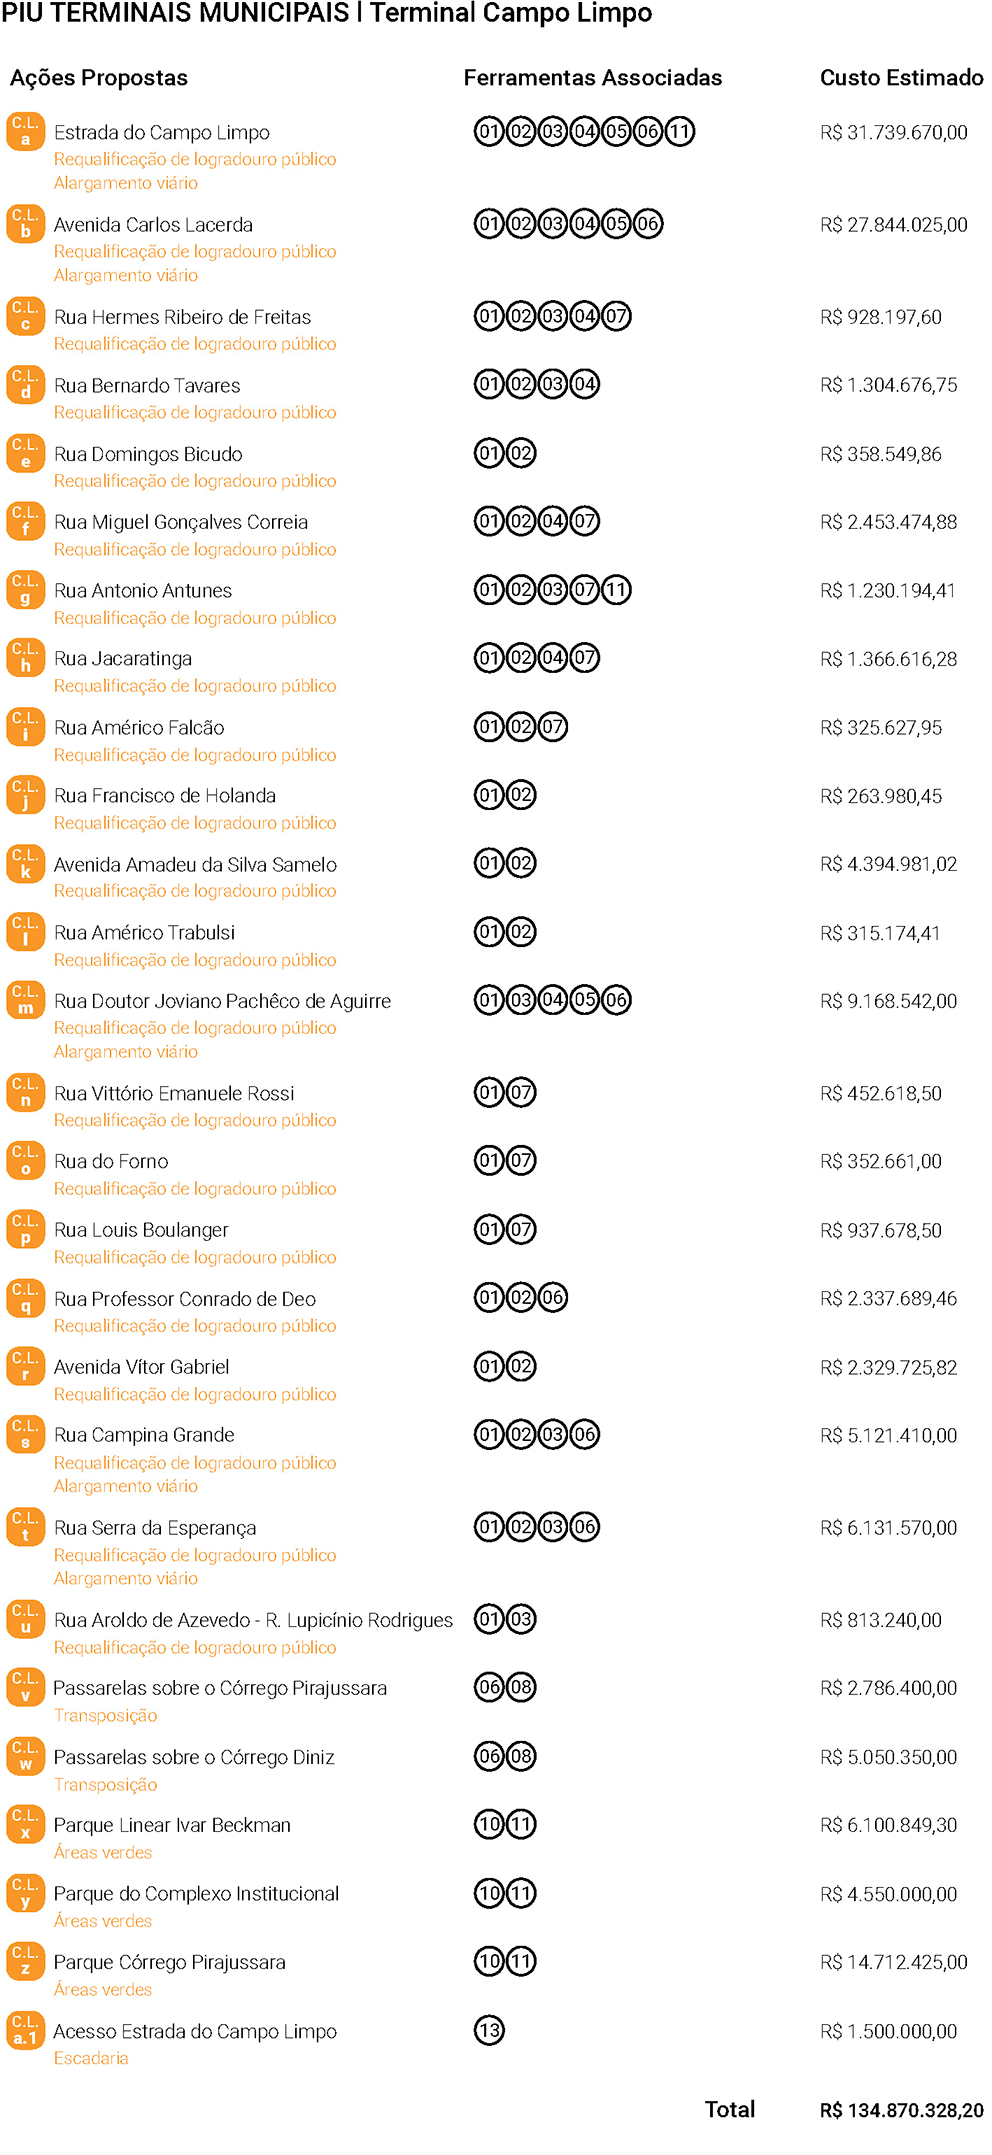 PIU TERMINAIS MUNICIPAIS | Terminal Campo Limpo
Ações Propostas Ferramentas Associadas Custo Estimado
C.L. a Estrada do Campo Limpo 01 02 03 04 05 06 11 R$ 31.739.670,00
Requalificação de logradouro público
Alargamento viário
C.L. b Avenida Carlos Lacerda 01 02 03 04 05 06 R$ 27.844.025,00
Requalificação de logradouro público
Alargamento viário
C.L. c Rua Hermes Ribeiro de Freitas 01 02 03 04 07 R$ 928.197,60
Requalificação de logradouro público
C.L. d Rua Bernardo Tavares 01 02 03 04 R$ 1.304.676,75
Requalificação de logradouro público
C.L. e Rua Domingos Bicudo 01 02 R$ 358.549,86
Requalificação de logradouro público
C.L. f Rua Miguel Gonçalves Correia 01 02 04 07 R$ 2.453.474,88
Requalificação de logradouro público
C.L. g Rua Antonio Antunes 01 02 03 07 11 R$ 1.230.194,41
Requalificação de logradouro público
C.L. h Rua Jacaratinga 01 02 04 07 R$ 1.366.616,28
Requalificação de logradouro público
C.L. i Rua Américo Falcão 01 02 07 R$ 325.627,95
Requalificação de logradouro público
C.L. j Rua Francisco de Holanda 01 02 R$ 263.980,45
Requalificação de logradouro público
C.L. k Avenida Amadeu da Silva Samelo 01 02 R$ 4.394.981,02
Requalificação de logradouro público
C.L. l Rua Américo Trabulsi 01 02 R$ 315.174,41
Requalificação de logradouro público
C.L. m Rua Doutor Joviano Pachêco de Aguirre 01 03 04 05 06 R$ 9.168.542,00
Requalificação de logradouro público
Alargamento viário
C.L. n Rua Vittório Emanuele Rossi 01 07 R$ 452.618,50
Requalificação de logradouro público
C.L. o Rua do Forno 01 07 R$ 352.661,00
Requalificação de logradouro público
C.L. p Rua Louis Boulanger 01 07 R$ 937.678,50
Requalificação de logradouro público
C.L. q Rua Professor Conrado de Deo 01 02 06 R$ 2.337.689,46
Requalificação de logradouro público
C.L. r Avenida Vítor Gabriel 01 02 R$ 2.329.725,82
Requalificação de logradouro público
C.L. s Rua Campina Grande 01 02 03 06 R$ 5.121.410,00
Requalificação de logradouro público
Alargamento viário
C.L. t Rua Serra da Esperança 01 02 03 06 R$ 6.131.570,00
Requalificação de logradouro público
Alargamento viário
C.L. u Rua Aroldo de Azevedo - R. Lupicínio Rodrigues 01 03 R$ 813.240,00
Requalificação de logradouro público
C.L. v Passarelas sobre o Córrego Pirajussara 06 08 R$ 2.786.400,00
Transposição
C.L. w Passarelas sobre o Córrego Diniz 06 08 R$ 5.050.350,00
Transposição
C.L. x Parque Linear Ivar Beckman 10 11 R$ 6.100.849,30
Áreas verdes
C.L. y Parque do Complexo Institucional 10 11 R$ 4.550.000,00
Áreas verdes
C.L. z Parque Córrego Pirajussara 10 11 R$ 14.712.425,00
Áreas verdes
C.L. a.1 Acesso Estrada do Campo Limpo 13 R$ 1.500.000,00
Escadaria
Total R$ 134.870.328,20